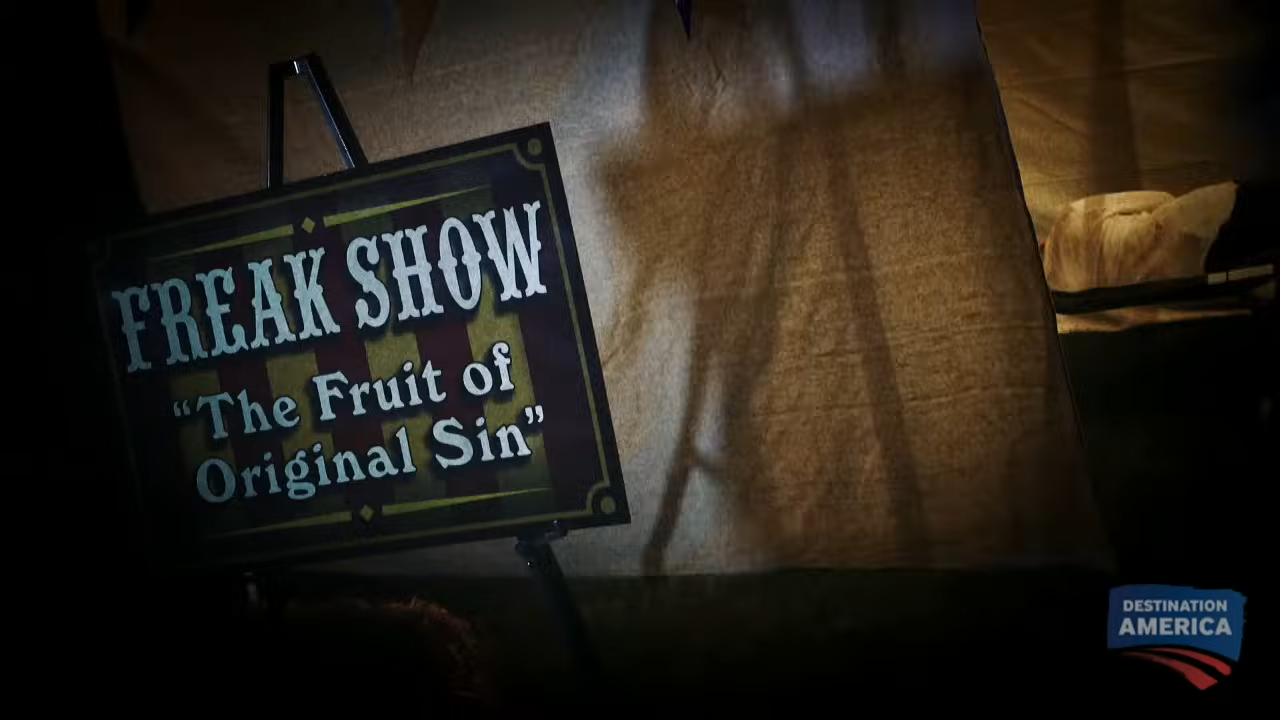 FREAK SHOW
"The Fruit of
Original Sin"
DESTINATION
AMERICA